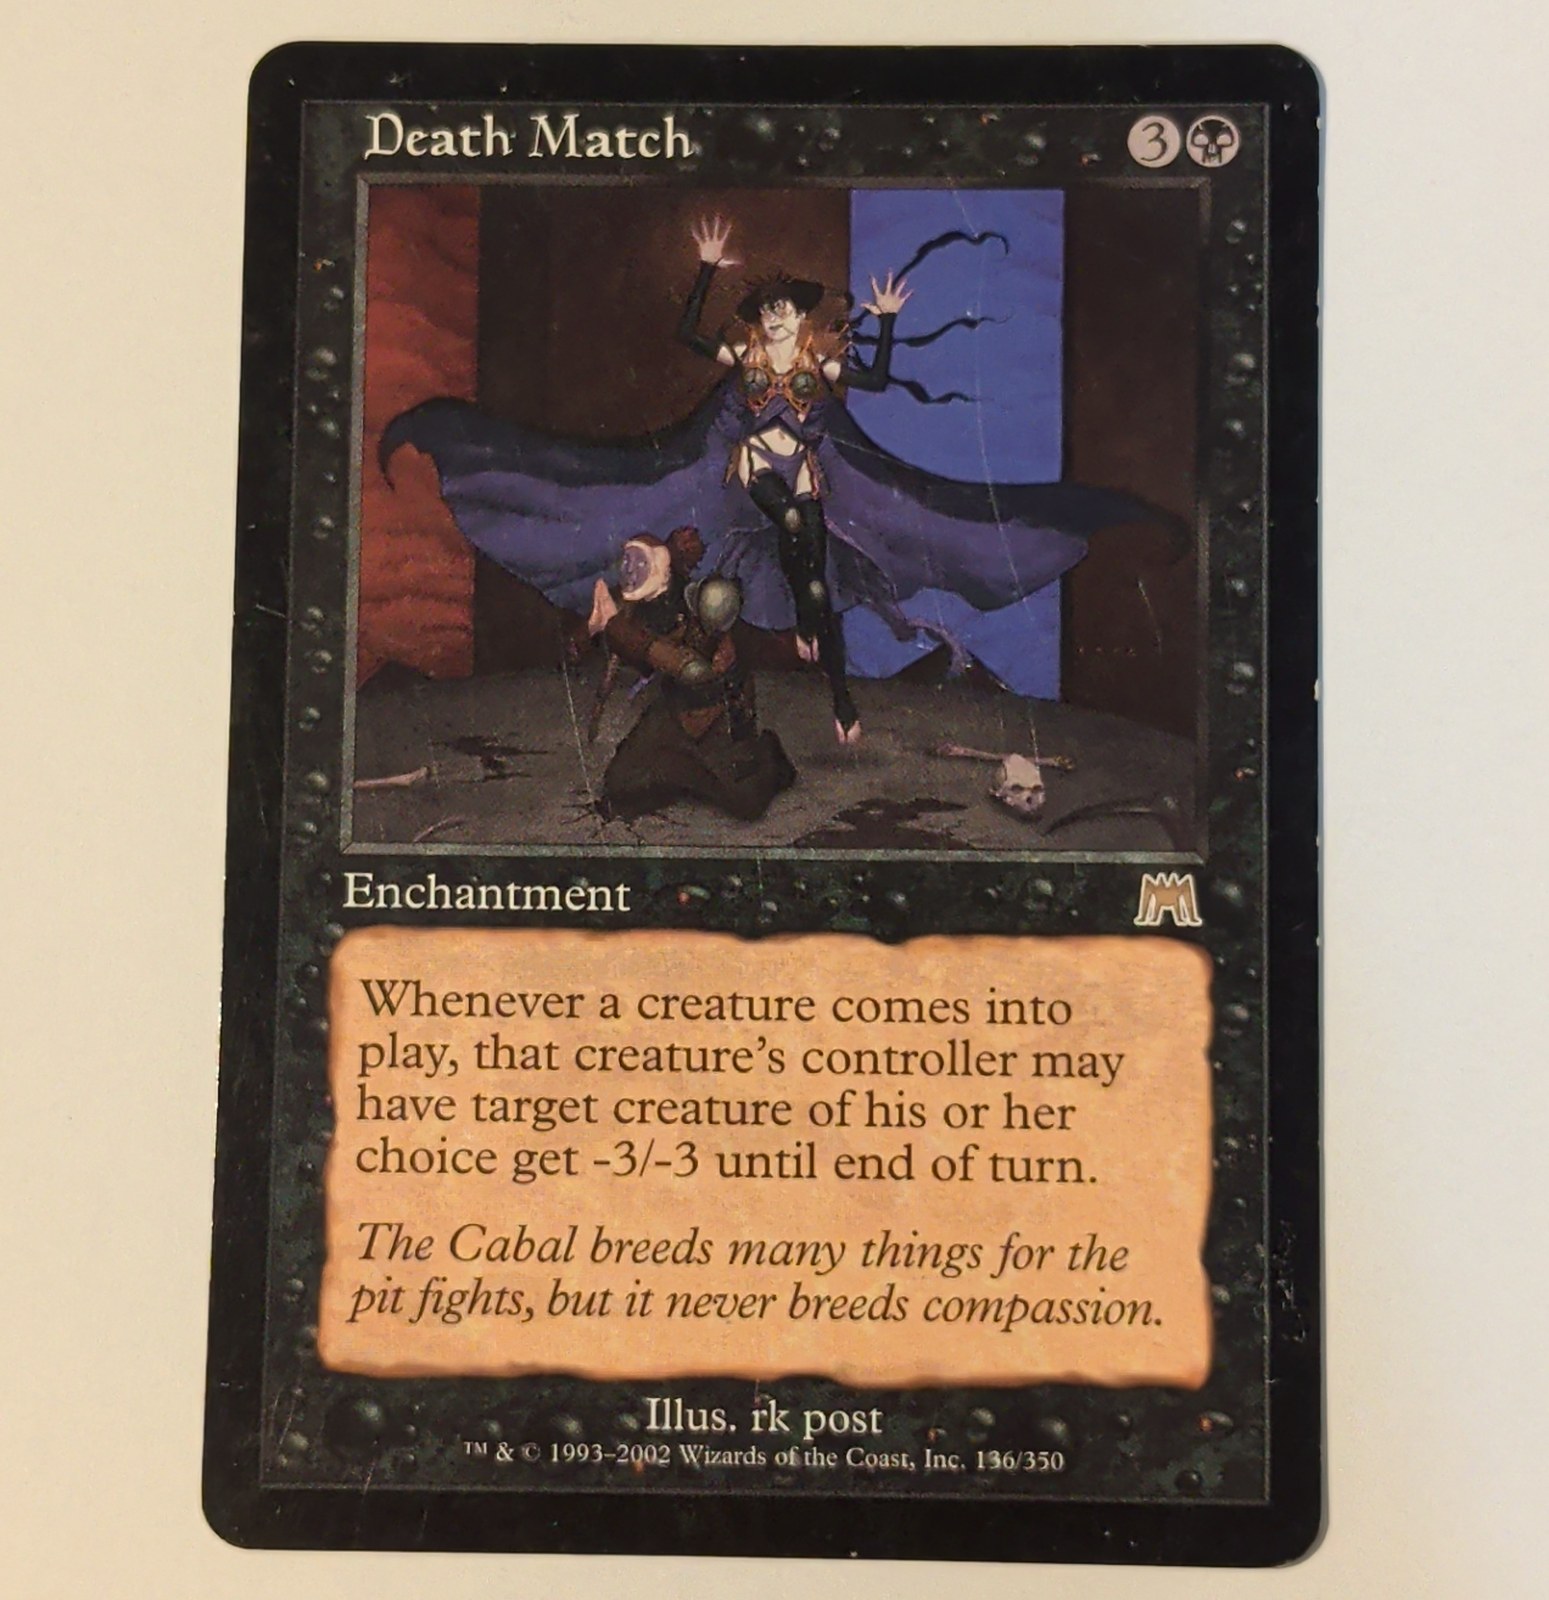 Death Match 3
Enchantment
Whenever a creature comes into
play, that creature's controller may
have target creature of his or her
choice get -3/-3 until end of turn.
The Cabal breeds many things for the
pit fights, but it never breeds compassion.
Illus. rk post
™ & © 1993–2002 Wizards of the Coast, Inc. 136/350